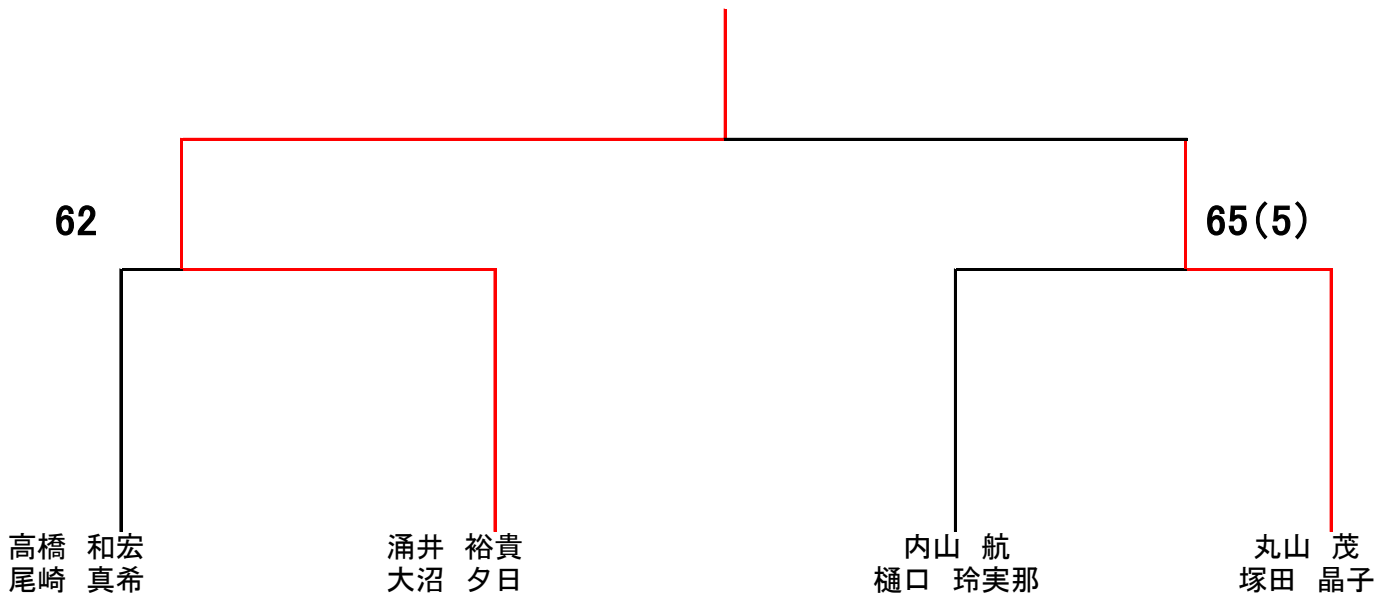 62
65(5)
高橋 和宏
尾崎 真希
涌井 裕貴
大沼 夕日
内山 航
樋口 玲実那
丸山 茂
塚田 晶子